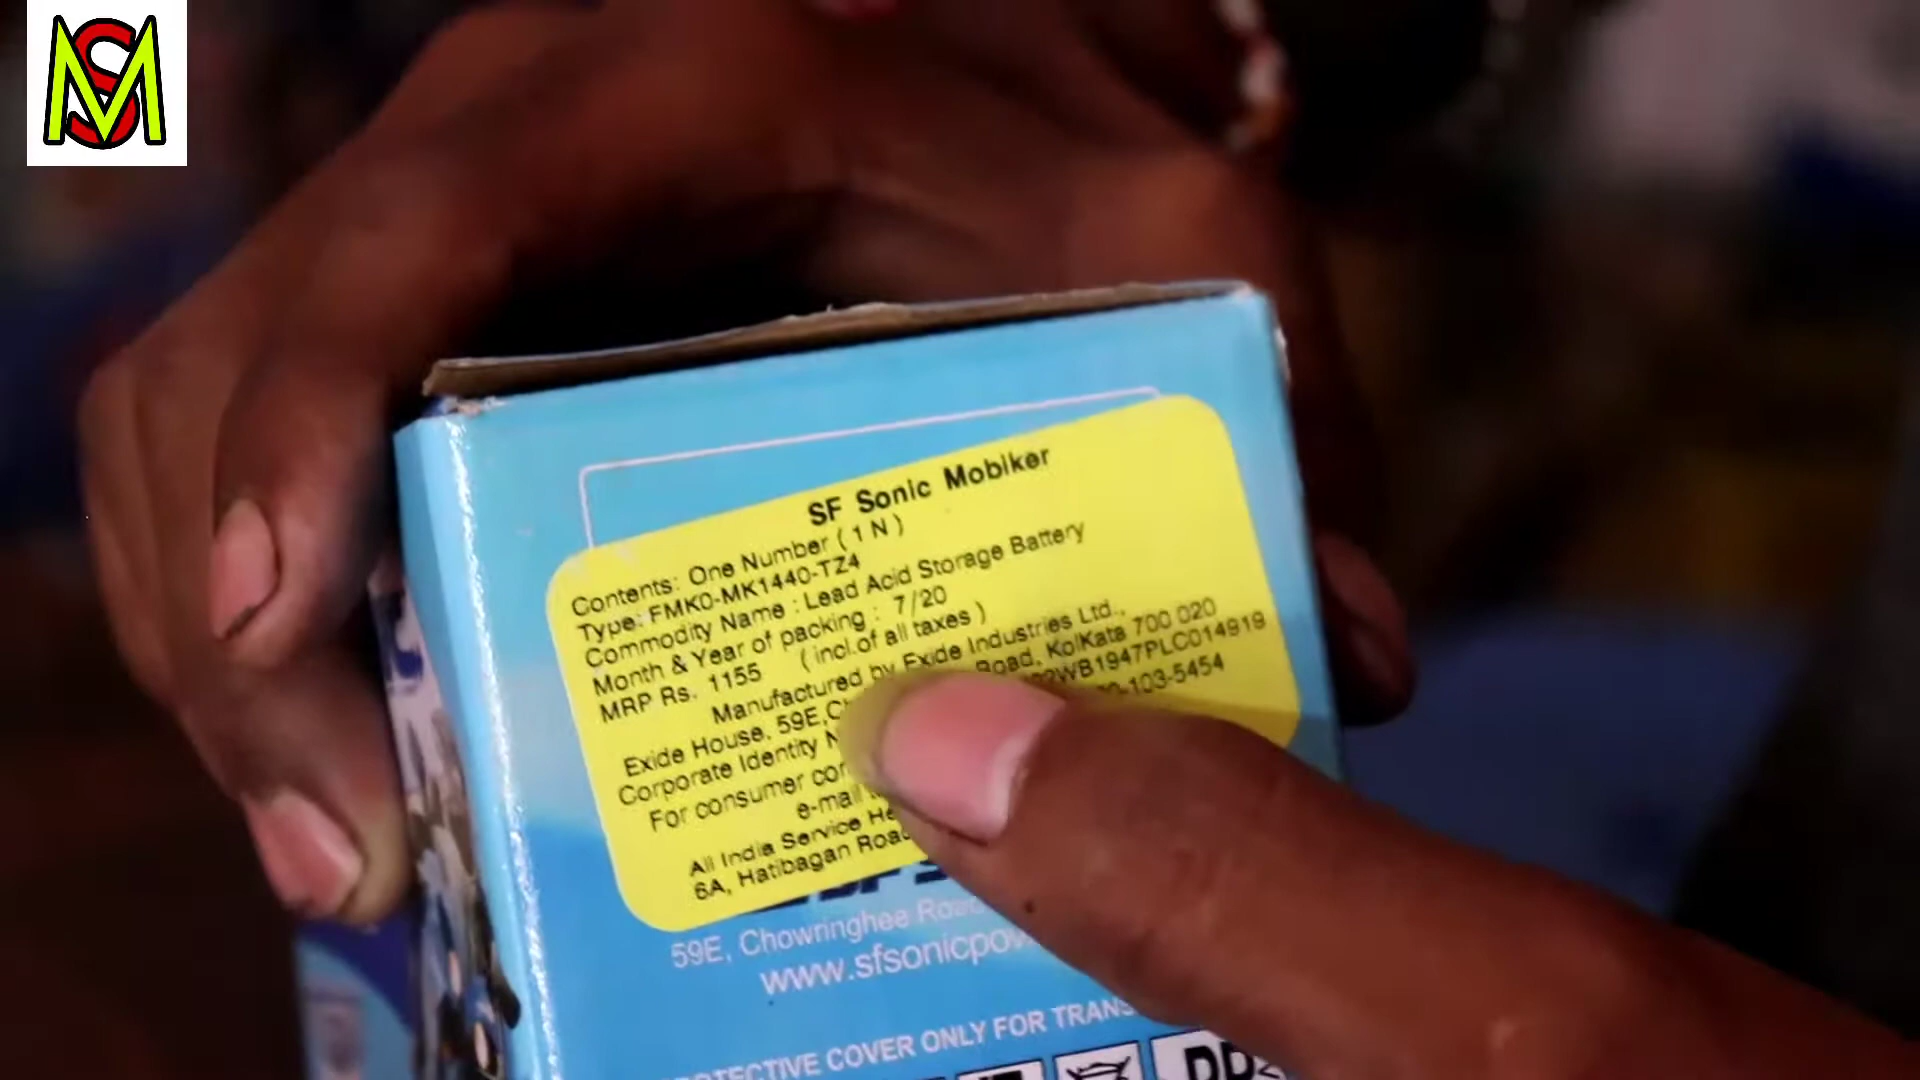 SM
SF Sonic Mobiker
Contents: One Number ( 1 N )
Type: FMK0-MK1440-TZ4
Commodity Name : Lead Acid Storage Battery
Month & Year of packing : 7/20
MRP Rs. 1155 ( incl.of all taxes )
Manufactured by Exide Industries Ltd.,
Exide House. 59E, Road, Kolkata 700 020
Corporate Identity WB1947PLC014919
For consumer -103-5454
e-mail
All India Service
6A, Hatibagan Road
59E, Chowringhee Road
www.sfsonicpow
COVER ONLY FOR TRANS